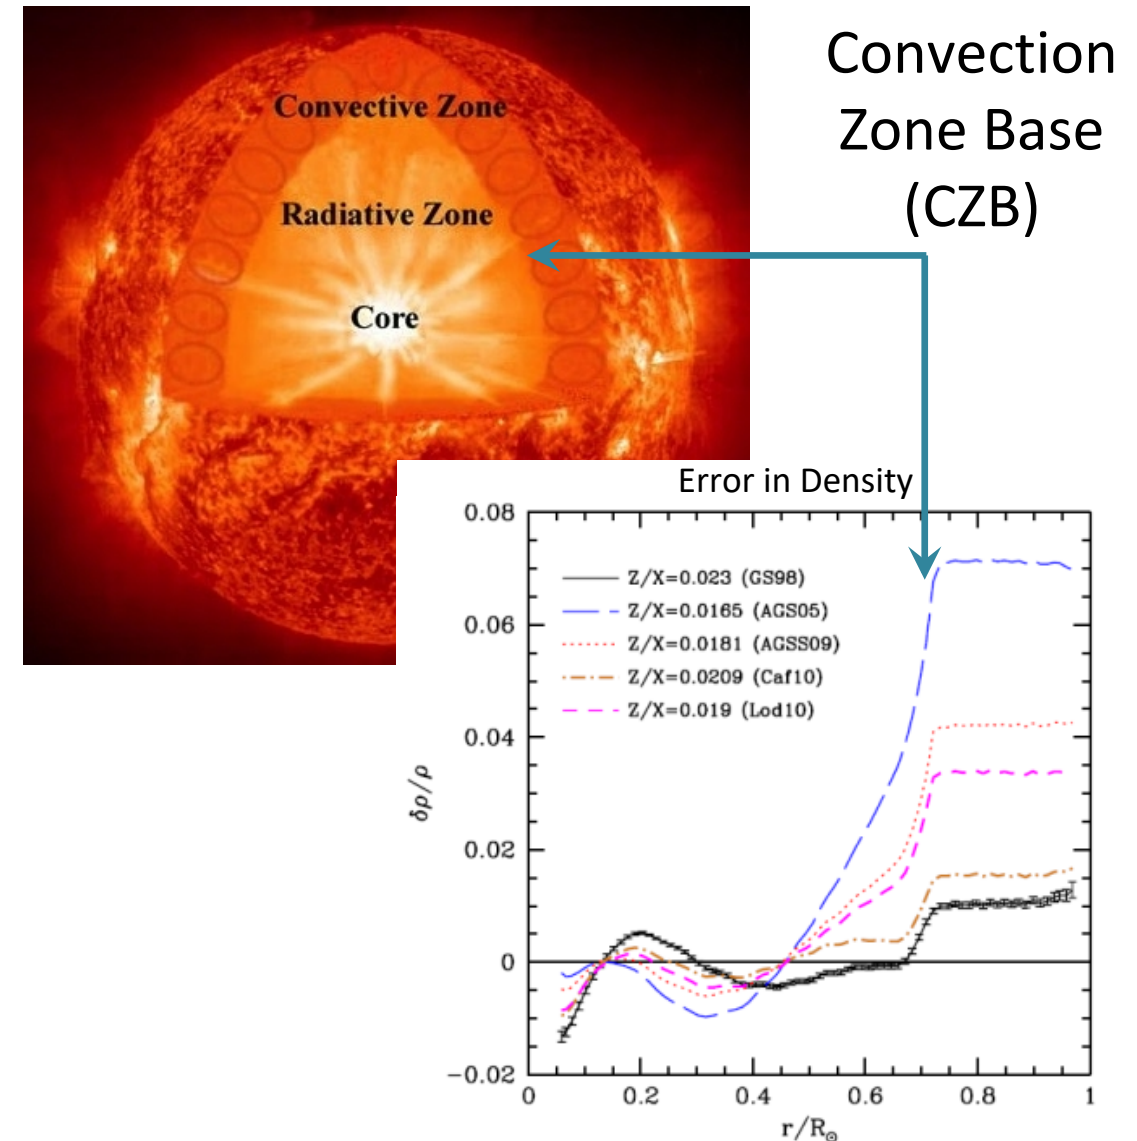 Convection
Zone Base
(CZB)
Convective Zone
Radiative Zone
Core
Error in Density
0.08
0.06
0.04
0.02
0
−0.02
δρ/ρ
Z/X=0.023 (GS98)
Z/X=0.0165 (AGS05)
Z/X=0.0181 (AGSS09)
Z/X=0.0209 (Caf10)
Z/X=0.019 (Lod10)
0 0.2 0.4 0.6 0.8 1
r/R☉